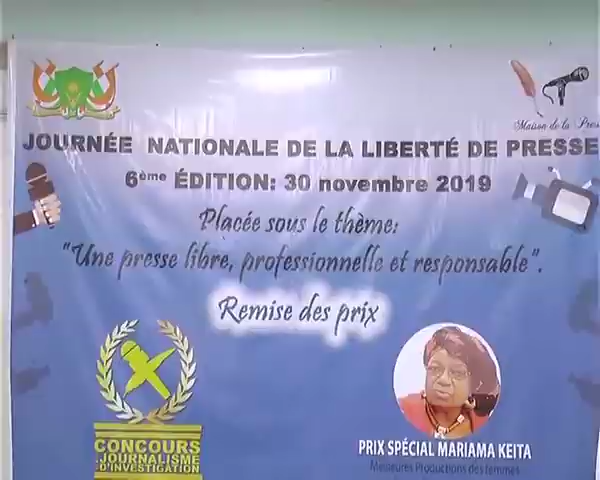 Maison de la Pres
JOURNÉE NATIONALE DE LA LIBERTÉ DE PRESSE
6ème ÉDITION: 30 novembre 2019
Placée sous le thème:
"Une presse libre, professionnelle et responsable".
Remise des prix
CONCOURS
JOURNALISME
D'INVESTIGATION
PRIX SPÉCIAL MARIAMA KEITA
Meilleures Productions des femmes